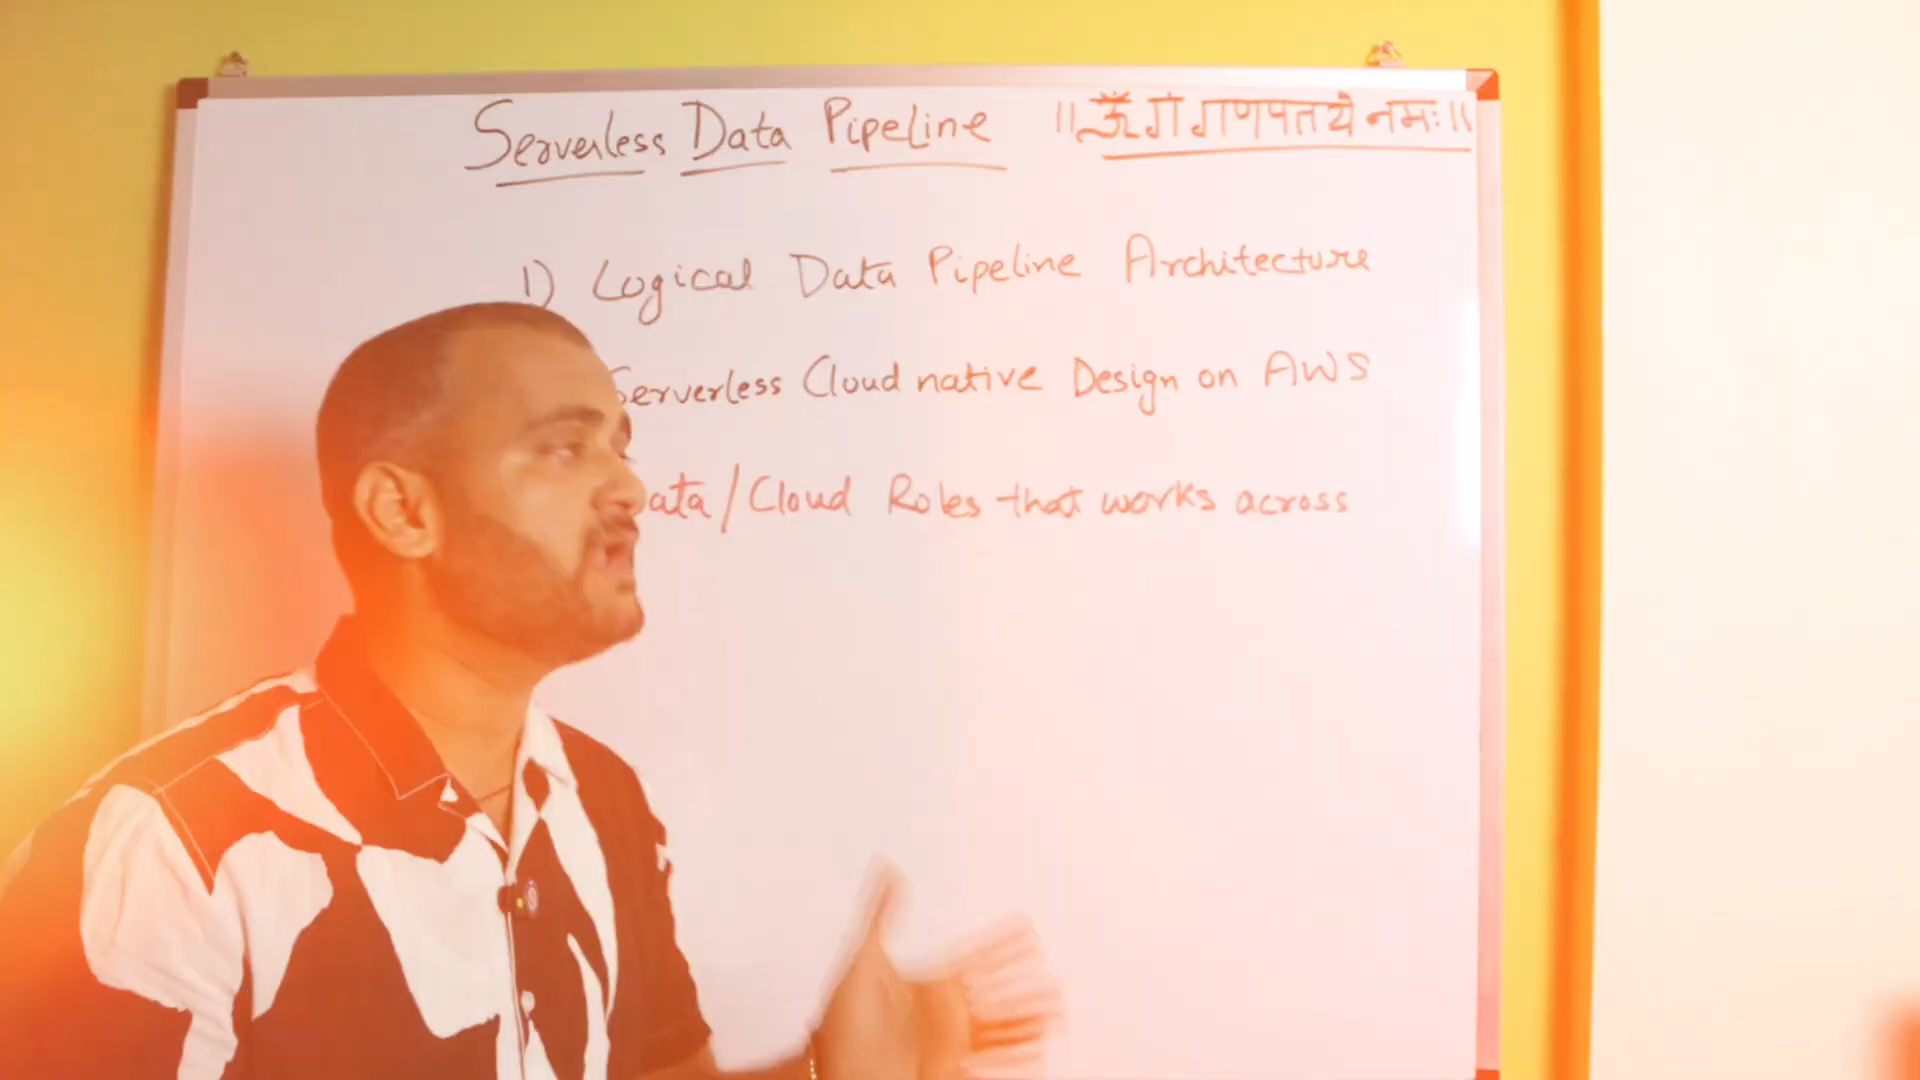 Serverless Data Pipeline ||ॐ गं गणपतये नमः||
1) Logical Data Pipeline Architecture
Serverless Cloud native Design on AWS
/Cloud Roles that works across